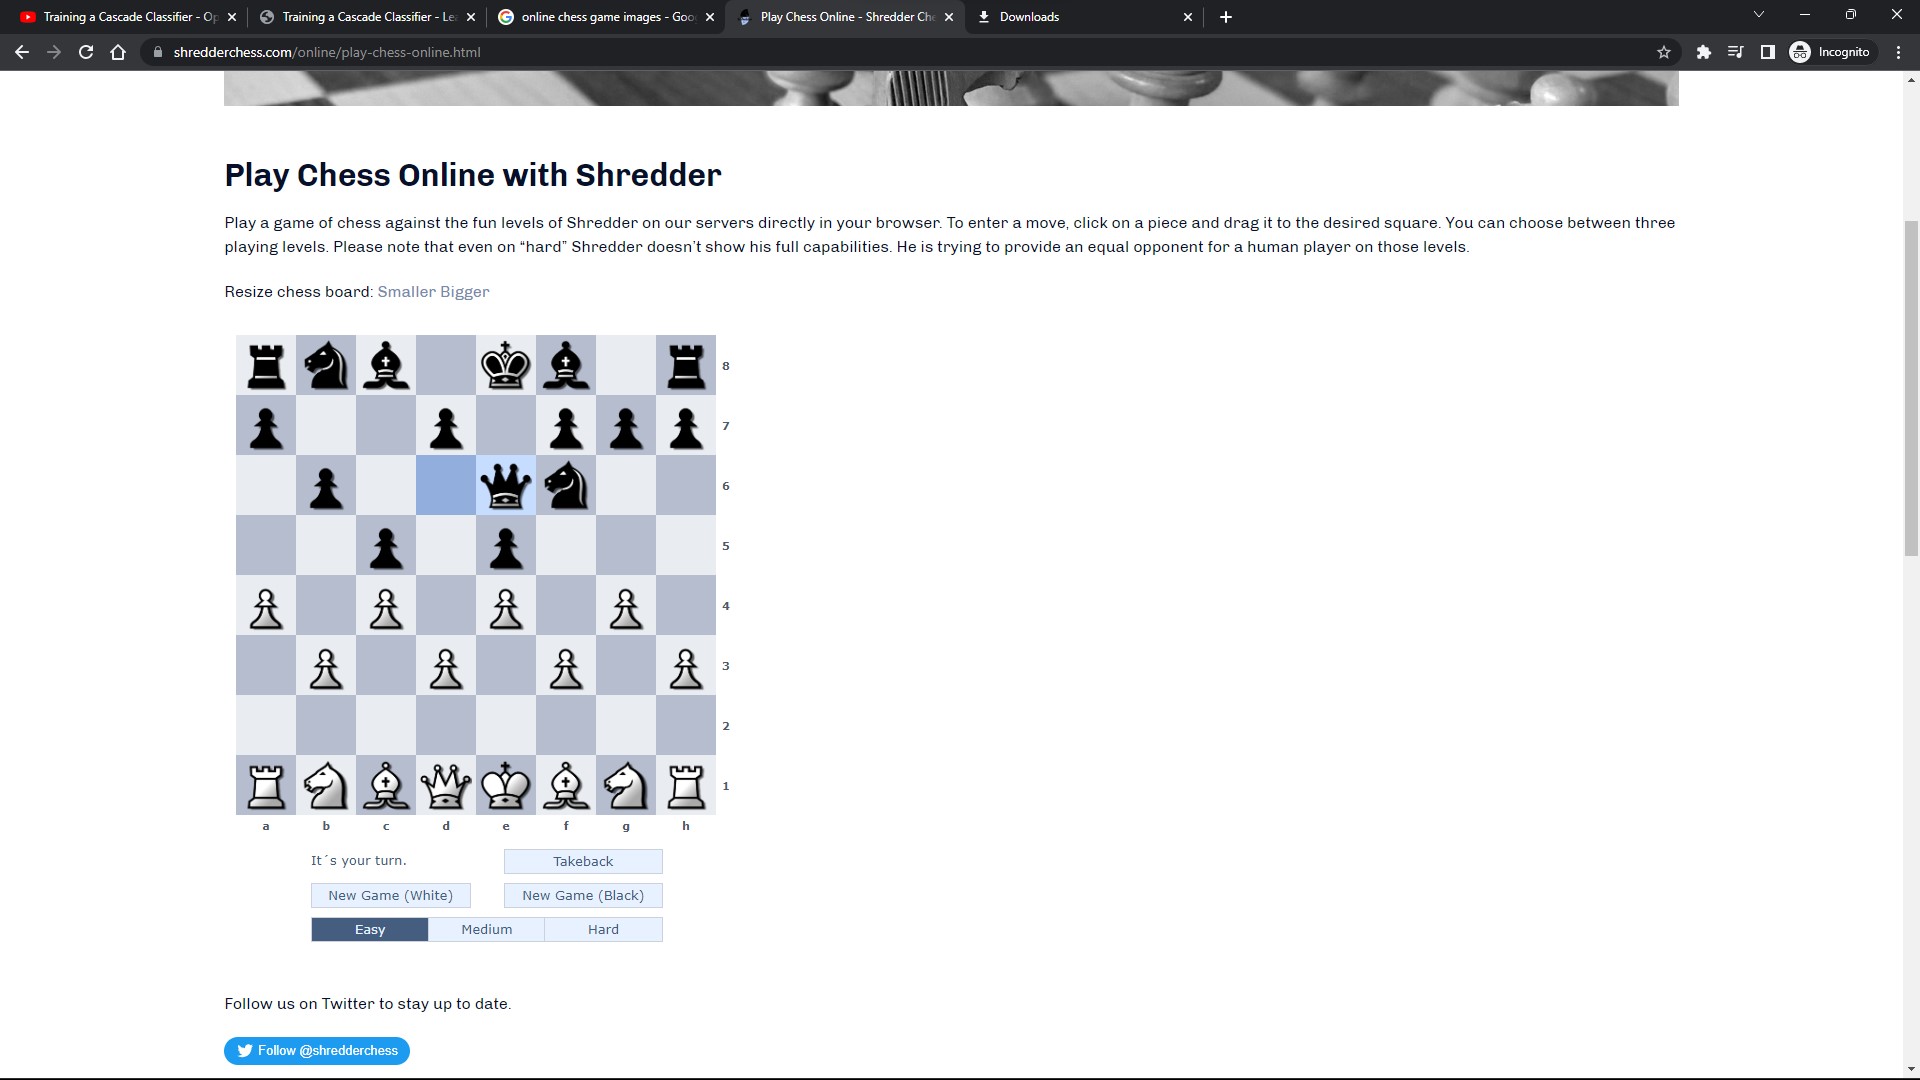 Training a Cascade Classifier - Op
Training a Cascade Classifier - Le
online chess game images - Goo
Play Chess Online - Shredder Che
Downloads
shredderchess.com/online/play-chess-online.html
Incognito
Play Chess Online with Shredder
Play a game of chess against the fun levels of Shredder on our servers directly in your browser. To enter a move, click on a piece and drag it to the desired square. You can choose between three
playing levels. Please note that even on “hard” Shredder doesn’t show his full capabilities. He is trying to provide an equal opponent for a human player on those levels.
Resize chess board: Smaller Bigger
8
7
6
5
4
3
2
1
a b c d e f g h
It´s your turn.
Takeback
New Game (White)
New Game (Black)
Easy
Medium
Hard
Follow us on Twitter to stay up to date.
Follow @shredderchess